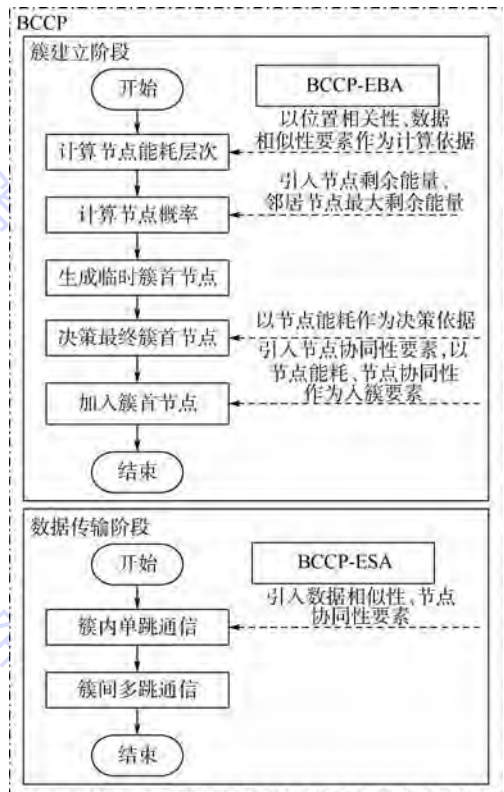 BCCP
簇建立阶段
开始
BCCP-EBA
以位置相关性、数据
相似性要素作为计算依据
计算节点能耗层次
引入节点剩余能量、
邻居节点最大剩余能量
计算节点概率
生成临时簇首节点
以节点能耗作为决策依据
决策最终簇首节点
引入节点协同性要素,以
节点能耗、节点协同性
作为入簇要素
加入簇首节点
结束
数据传输阶段
开始
BCCP-ESA
引入数据相似性、节点
协同性要素
簇内单跳通信
簇间多跳通信
结束